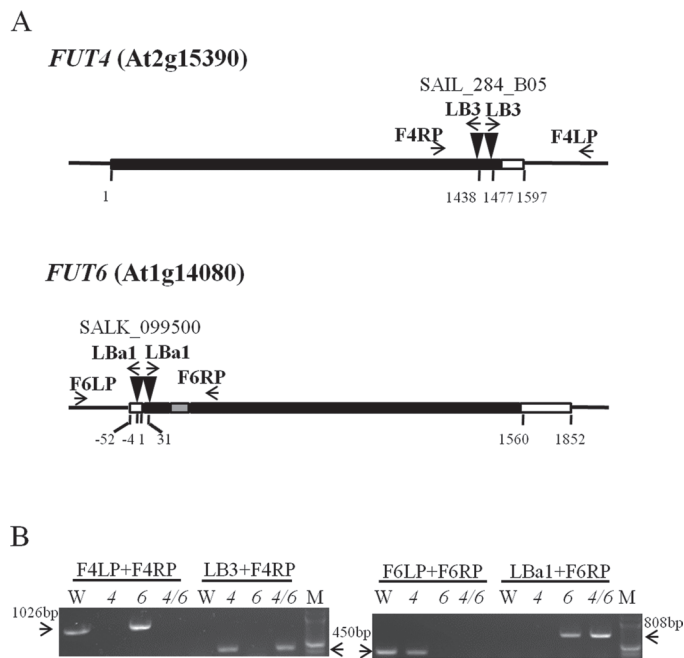 A
FUT4 (At2g15390)
SAIL_284_B05
LB3 LB3
F4RP F4LP
1 1438 1477 1597
FUT6 (At1g14080)
SALK_099500
LBa1 LBa1
F6LP F6RP
-52 -4 1 31 1560 1852
B
F4LP+F4RP LB3+F4RP F6LP+F6RP LBa1+F6RP
W 4 6 4/6 W 4 6 4/6 M W 4 6 4/6 W 4 6 4/6 M
1026bp 450bp 808bp